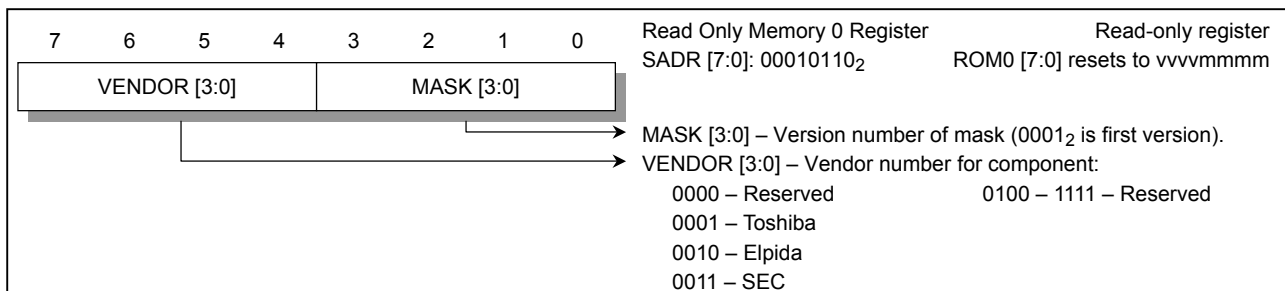 7 6 5 4 3 2 1 0
VENDOR [3:0] MASK [3:0]
Read Only Memory 0 Register Read-only register
SADR [7:0]: 00010110₂ ROM0 [7:0] resets to vvvvmmmm
MASK [3:0] – Version number of mask (0001₂ is first version).
VENDOR [3:0] – Vendor number for component:
0000 – Reserved 0100 – 1111 – Reserved
0001 – Toshiba
0010 – Elpida
0011 – SEC